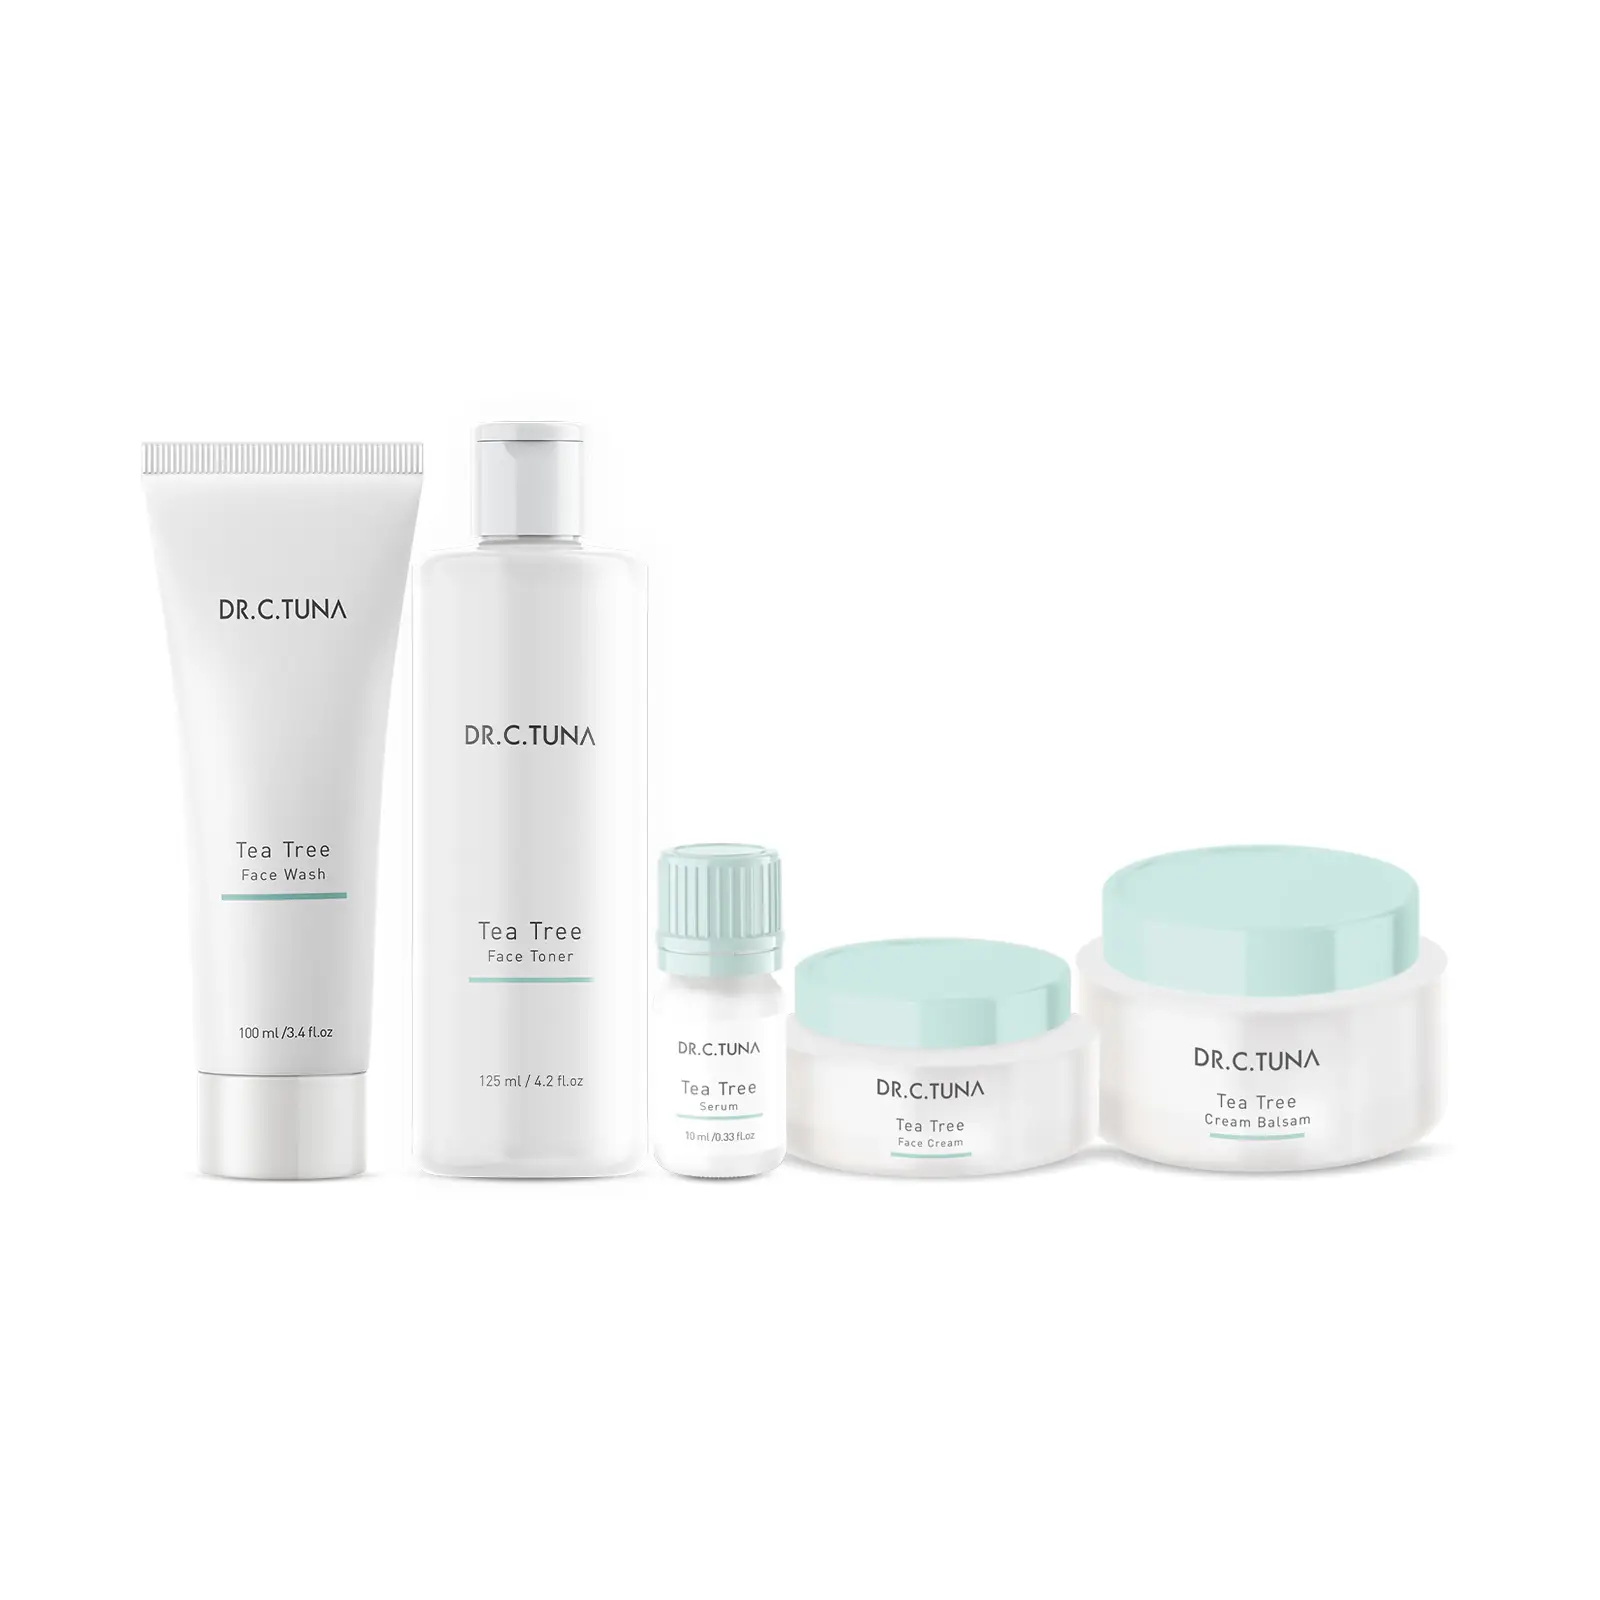 DR.C.TUNA
Tea Tree
Face Wash
100 ml/3.4 fl.oz
DR.C.TUNA
Tea Tree
Face Toner
125 ml / 4.2 fl.oz
DR.C.TUNA
Tea Tree
Serum
10 ml/0.33 fl.oz
DR.C.TUNA
Tea Tree
Face Cream
DR.C.TUNA
Tea Tree
Cream Balsam